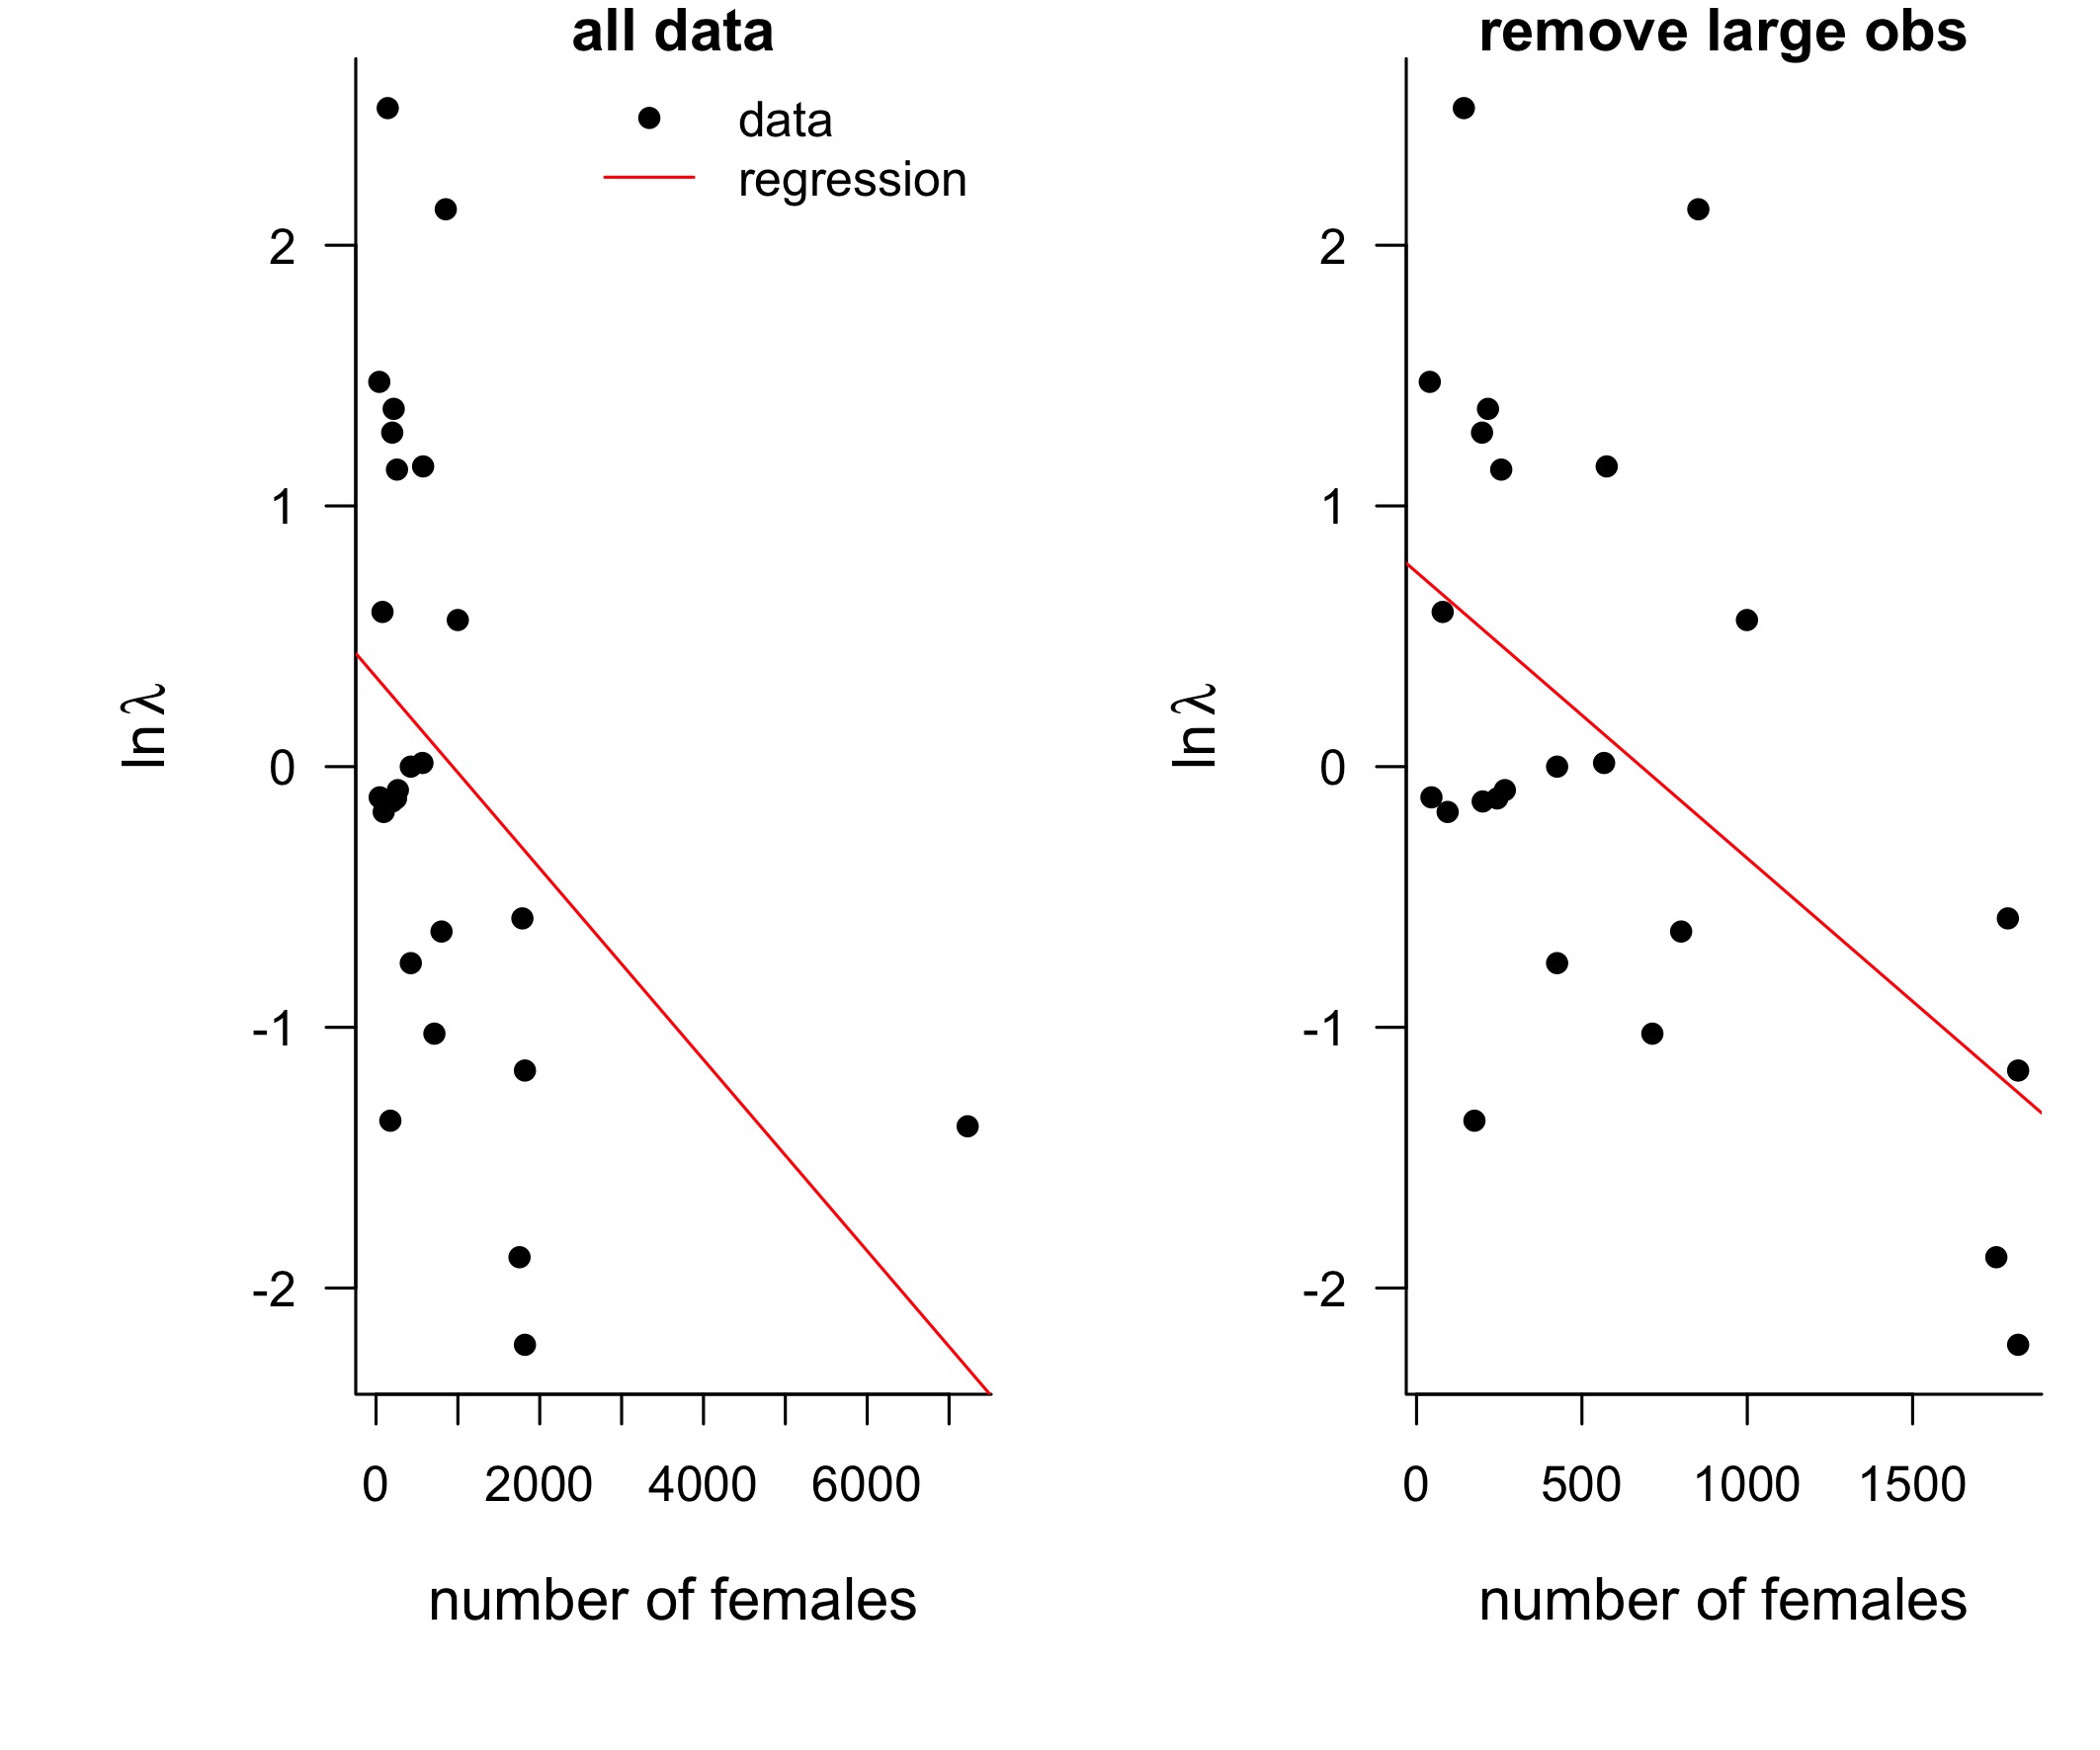 all data
data
regression
2
1
0
-1
-2
ln λ
0 2000 4000 6000
number of females
remove large obs
2
1
0
-1
-2
ln λ
0 500 1000 1500
number of females